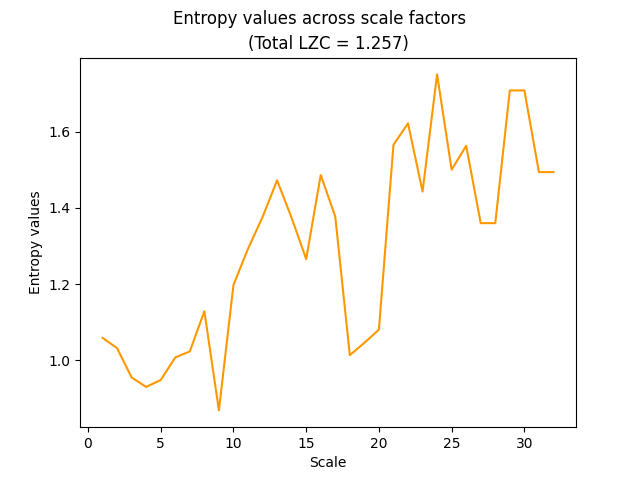 Entropy values across scale factors
(Total LZC = 1.257)
1.6
1.4
1.2
1.0
Entropy values
0 5 10 15 20 25 30
Scale